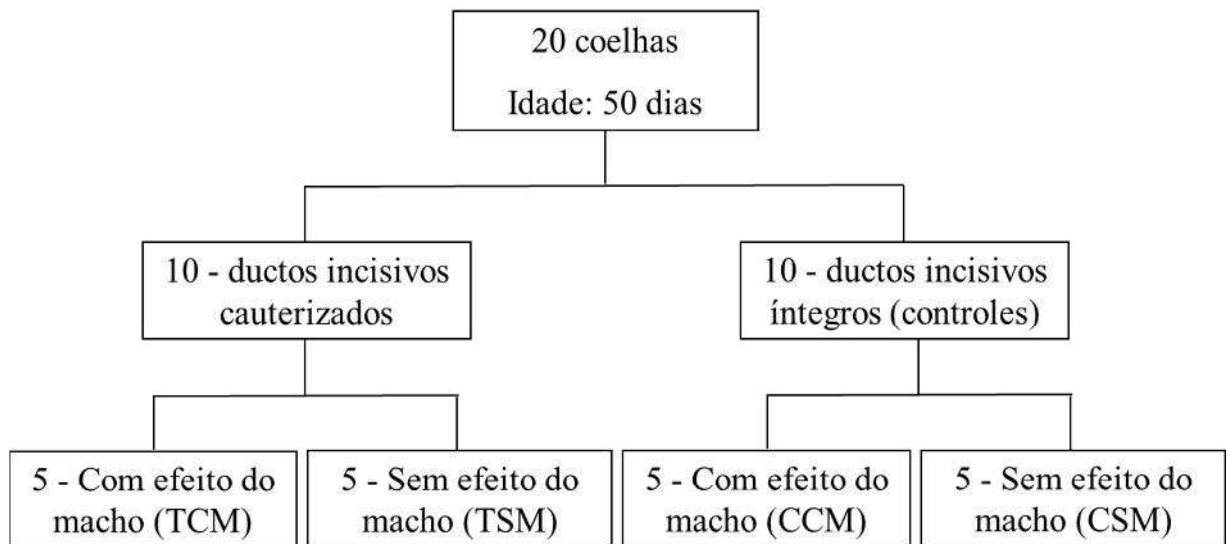 20 coelhas
Idade: 50 dias
10 - ductos incisivos
cauterizados
10 - ductos incisivos
íntegros (controles)
5 - Com efeito do
macho (TCM)
5 - Sem efeito do
macho (TSM)
5 - Com efeito do
macho (CCM)
5 - Sem efeito do
macho (CSM)